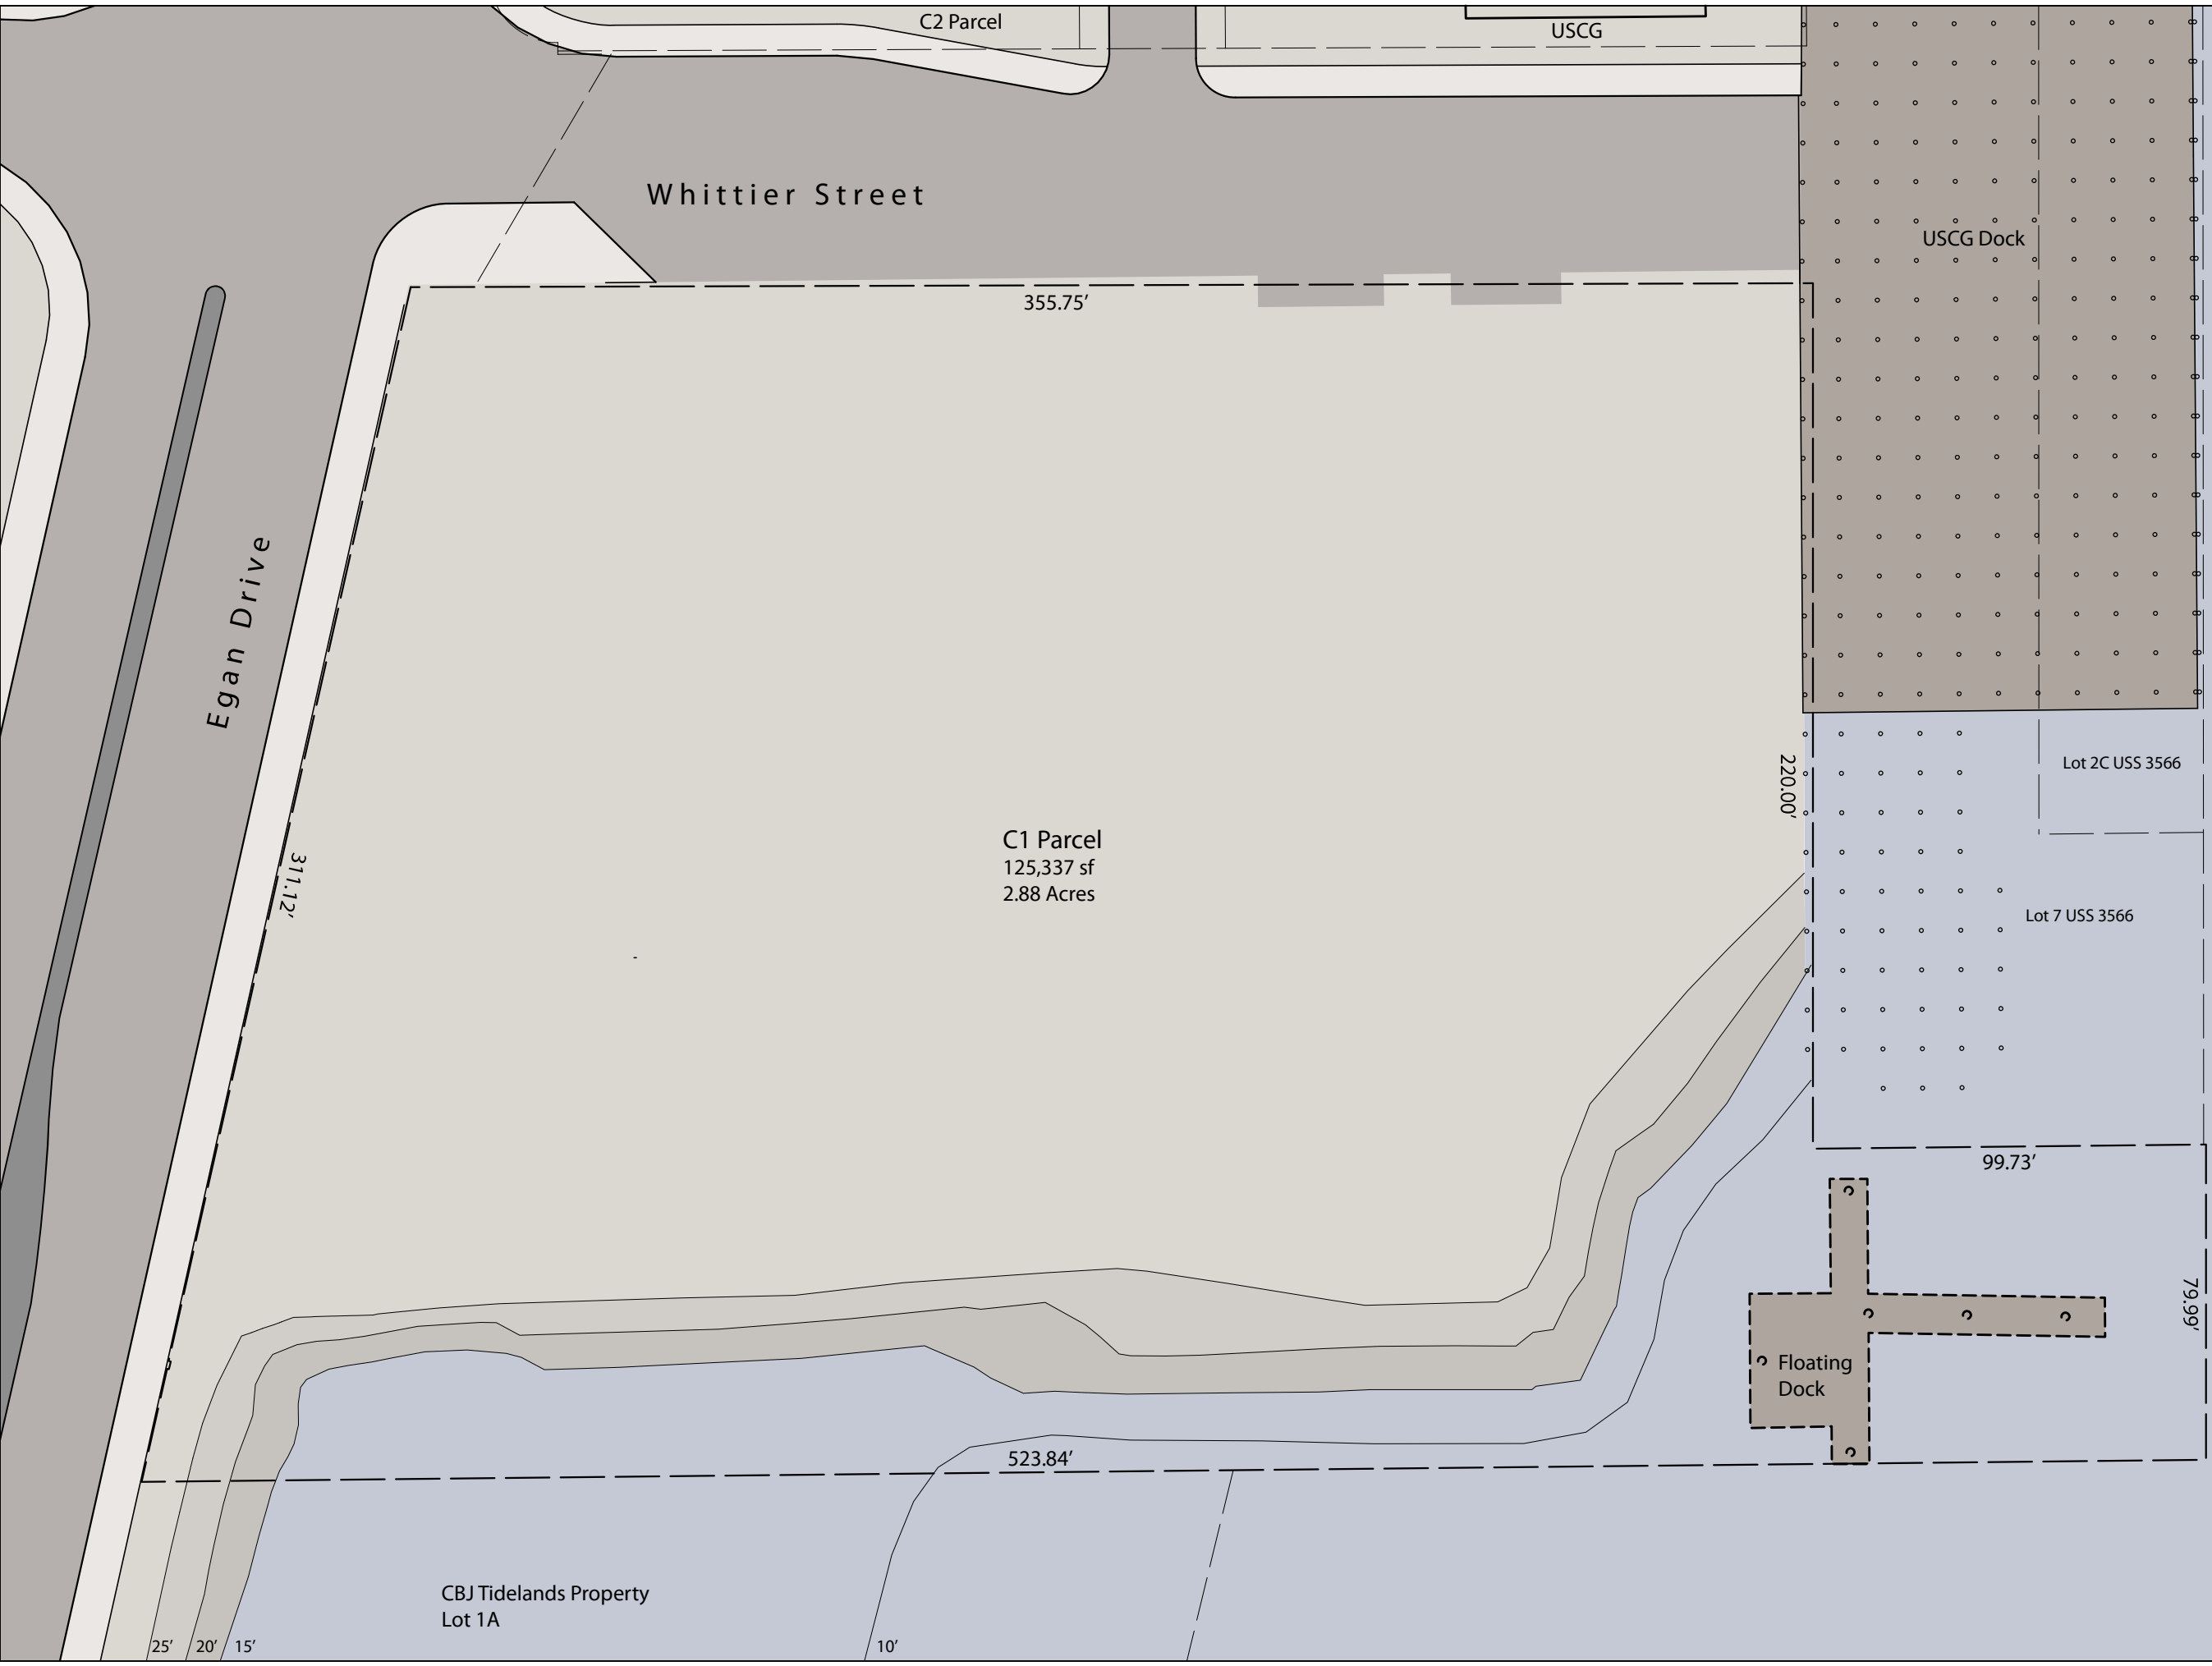 C2 Parcel
USCG
Whittier Street
USCG Dock
355.75’
Egan Drive
220.00’
Lot 2C USS 3566
C1 Parcel
125,337 sf
2.88 Acres
311.12’
Lot 7 USS 3566
99.73’
79.99’
Floating
Dock
523.84’
CBJ Tidelands Property
Lot 1A
25’ 20’ 15’ 10’